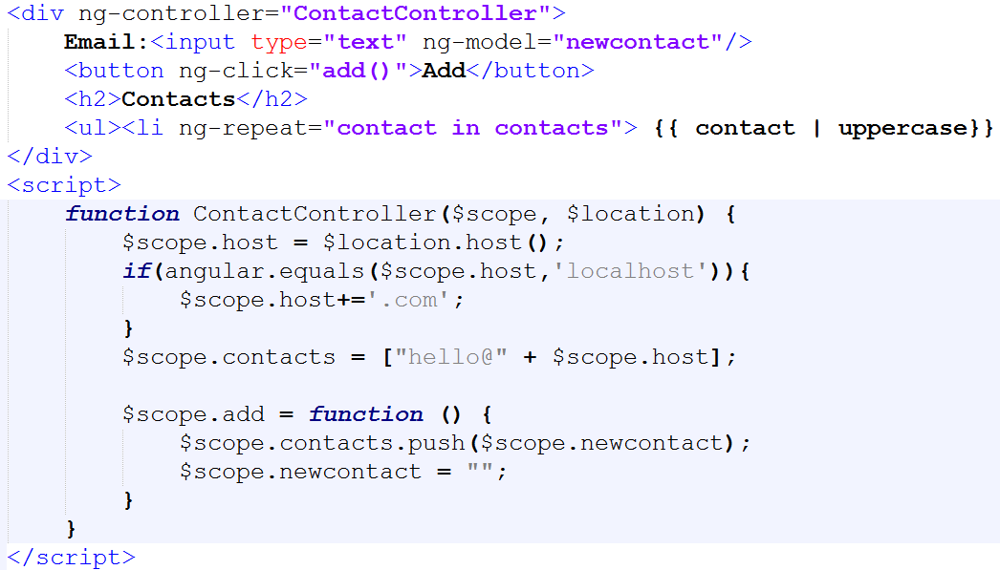 <div ng-controller="ContactController">
    Email:<input type="text" ng-model="newcontact"/>
    <button ng-click="add()">Add</button>
    <h2>Contacts</h2>
    <ul><li ng-repeat="contact in contacts"> {{ contact | uppercase}}
</div>
<script>
    function ContactController($scope, $location) {
        $scope.host = $location.host();
        if(angular.equals($scope.host,'localhost')){
            $scope.host+='.com';
        }
        $scope.contacts = ["hello@" + $scope.host];

        $scope.add = function () {
            $scope.contacts.push($scope.newcontact);
            $scope.newcontact = "";
        }
    }
</script>